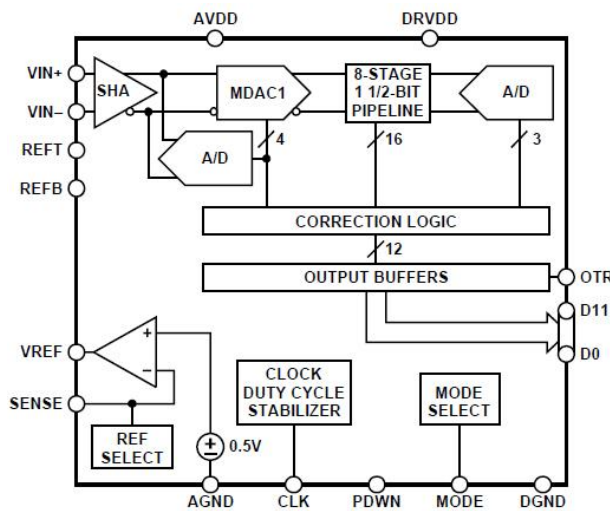 AVDD
DRVDD
VIN+
VIN–
REFT
REFB
SHA
MDAC1
8-STAGE
1 1/2-BIT
PIPELINE
A/D
A/D
4
16
3
CORRECTION LOGIC
12
OUTPUT BUFFERS
OTR
D11
D0
VREF
SENSE
+
–
REF
SELECT
0.5V
CLOCK
DUTY CYCLE
STABILIZER
MODE
SELECT
AGND
CLK
PDWN
MODE
DGND